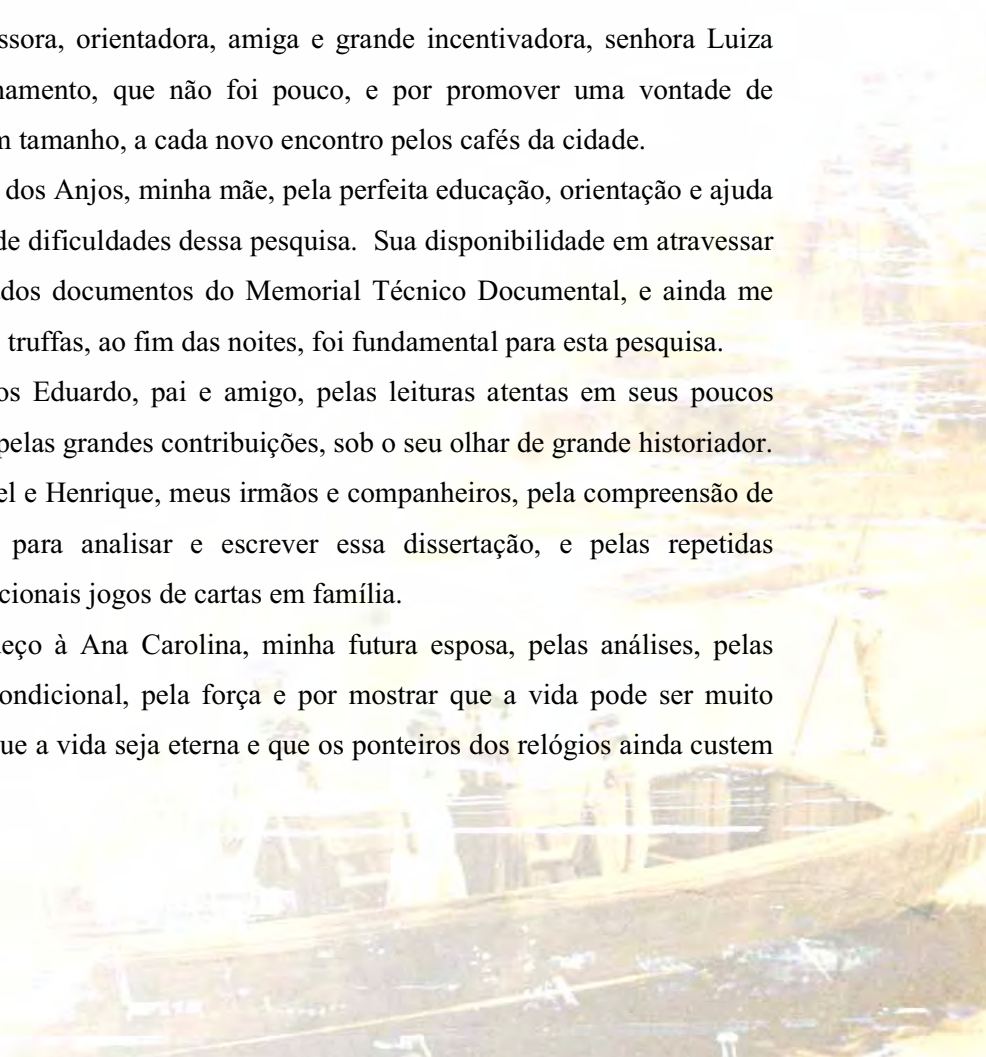 ssora, orientadora, amiga e grande incentivadora, senhora Luiza
namento, que não foi pouco, e por promover uma vontade de
m tamanho, a cada novo encontro pelos cafés da cidade.
dos Anjos, minha mãe, pela perfeita educação, orientação e ajuda
de dificuldades dessa pesquisa. Sua disponibilidade em atravessar
dos documentos do Memorial Técnico Documental, e ainda me
truffas, ao fim das noites, foi fundamental para esta pesquisa.
os Eduardo, pai e amigo, pelas leituras atentas em seus poucos
pelas grandes contribuições, sob o seu olhar de grande historiador.
el e Henrique, meus irmãos e companheiros, pela compreensão de
para analisar e escrever essa dissertação, e pelas repetidas
cionais jogos de cartas em família.
eço à Ana Carolina, minha futura esposa, pelas análises, pelas
ondicional, pela força e por mostrar que a vida pode ser muito
ue a vida seja eterna e que os ponteiros dos relógios ainda custem